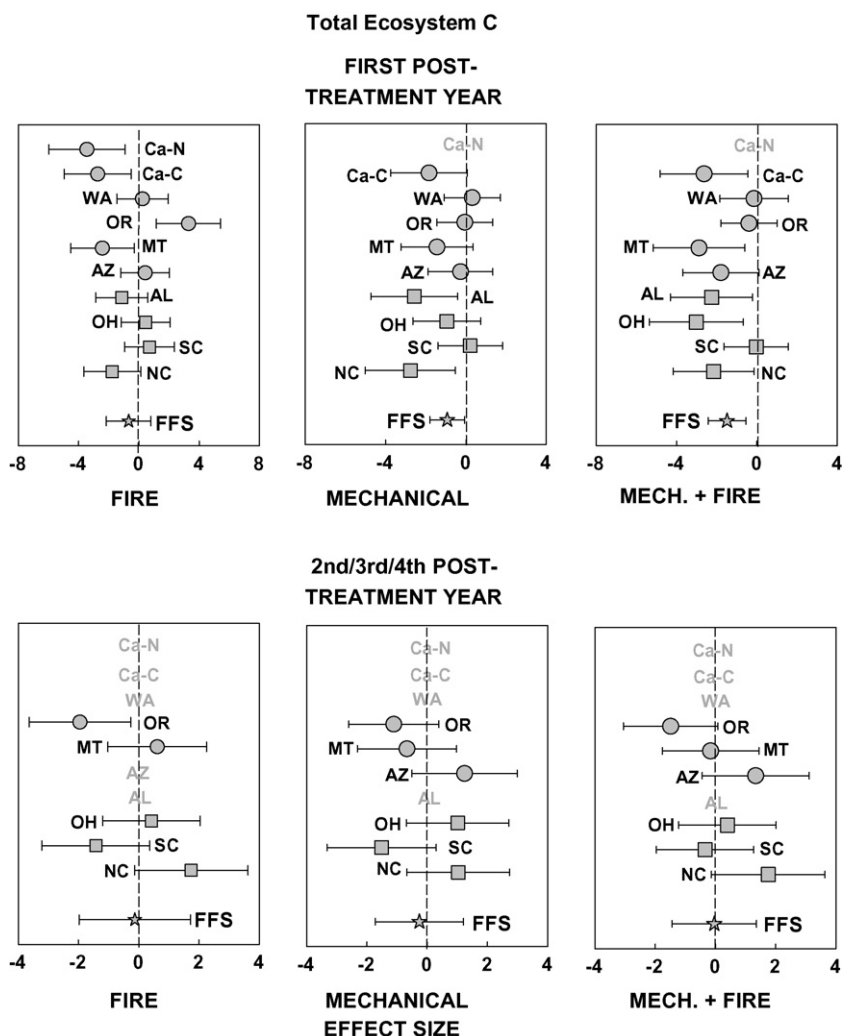 Total Ecosystem C
FIRST POST-
TREATMENT YEAR
Ca-N
Ca-C
WA
OR
MT
AZ
AL
OH
SC
NC
FFS
-8 -4 0 4 8
FIRE
Ca-N
Ca-C
WA
OR
MT
AZ
AL
OH
SC
NC
FFS
-8 -4 0 4
MECHANICAL
Ca-N
Ca-C
WA
OR
MT
AZ
AL
OH
SC
NC
FFS
-8 -4 0 4
MECH. + FIRE
2nd/3rd/4th POST-
TREATMENT YEAR
Ca-N
Ca-C
WA
OR
MT
AZ
AL
OH
SC
NC
FFS
-4 -2 0 2 4
FIRE
Ca-N
Ca-C
WA
OR
MT
AZ
AL
OH
SC
NC
FFS
-4 -2 0 2 4
MECHANICAL
EFFECT SIZE
Ca-N
Ca-C
WA
OR
MT
AZ
AL
OH
SC
NC
FFS
-4 -2 0 2 4
MECH. + FIRE